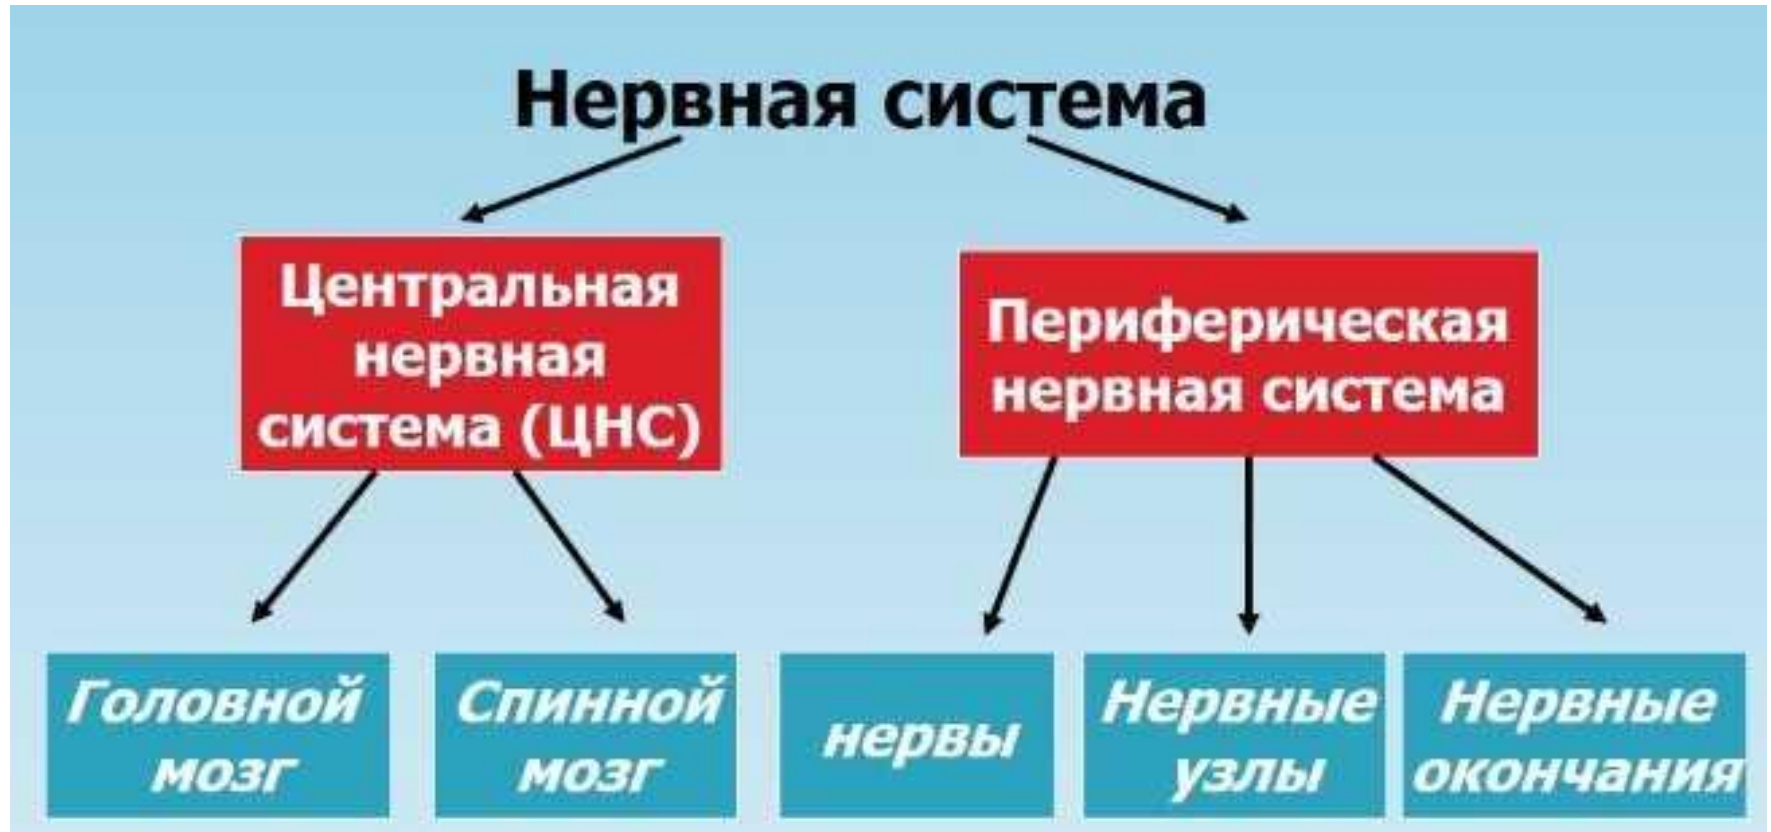 Нервная система
Центральная
нервная
система (ЦНС)
Периферическая
нервная система
Головной
мозг
Спинной
мозг
нервы
Нервные
узлы
Нервные
окончания